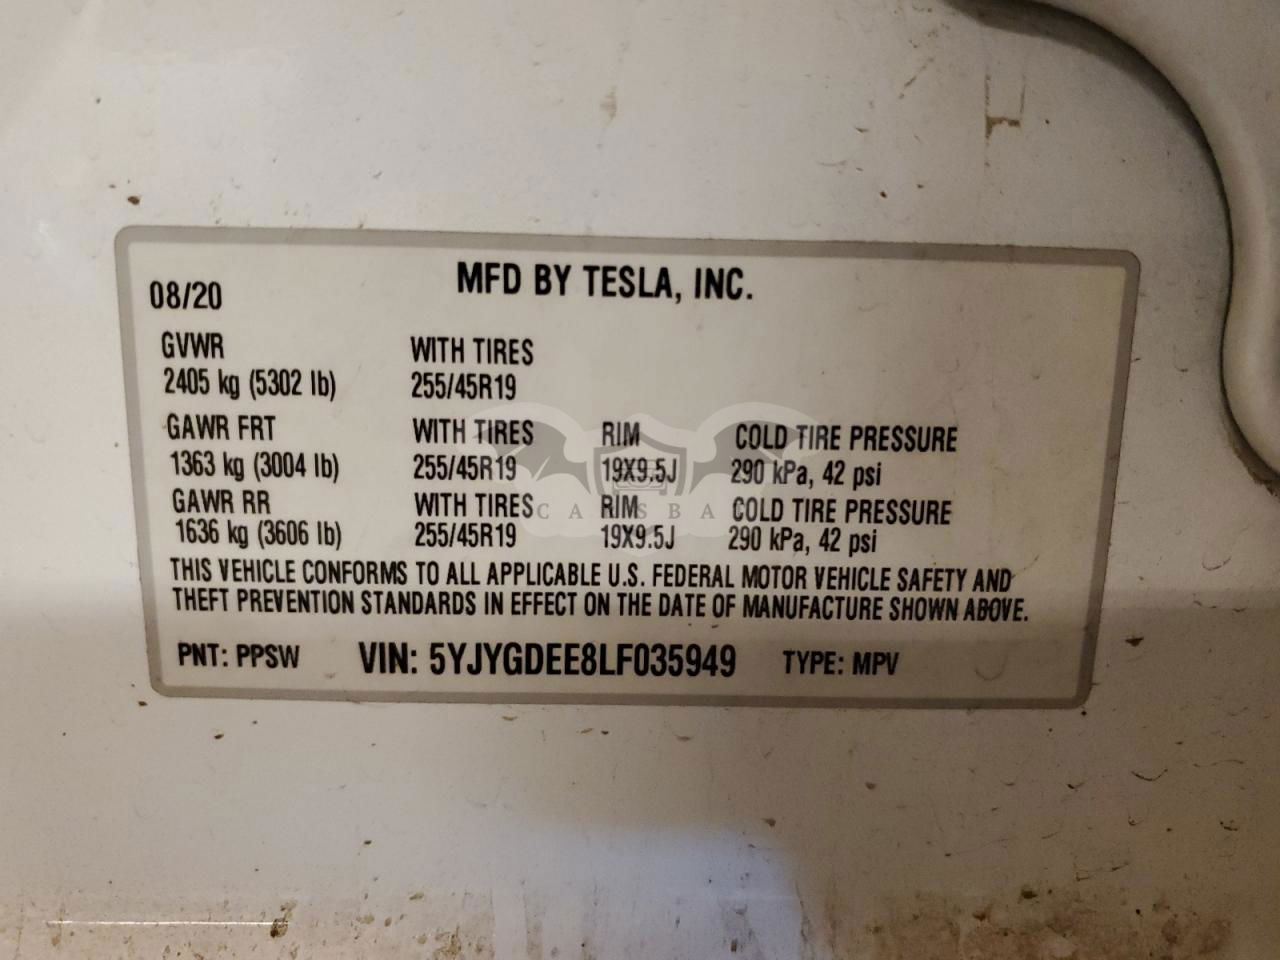 MFD BY TESLA, INC.
08/20
GVWR WITH TIRES
2405 kg (5302 lb) 255/45R19
GAWR FRT WITH TIRES RIM COLD TIRE PRESSURE
1363 kg (3004 lb) 255/45R19 19X9.5J 290 kPa, 42 psi
GAWR RR WITH TIRES RIM COLD TIRE PRESSURE
1636 kg (3606 lb) 255/45R19 19X9.5J 290 kPa, 42 psi
THIS VEHICLE CONFORMS TO ALL APPLICABLE U.S. FEDERAL MOTOR VEHICLE SAFETY AND
THEFT PREVENTION STANDARDS IN EFFECT ON THE DATE OF MANUFACTURE SHOWN ABOVE.
PNT: PPSW VIN: 5YJYGDEE8LF035949 TYPE: MPV